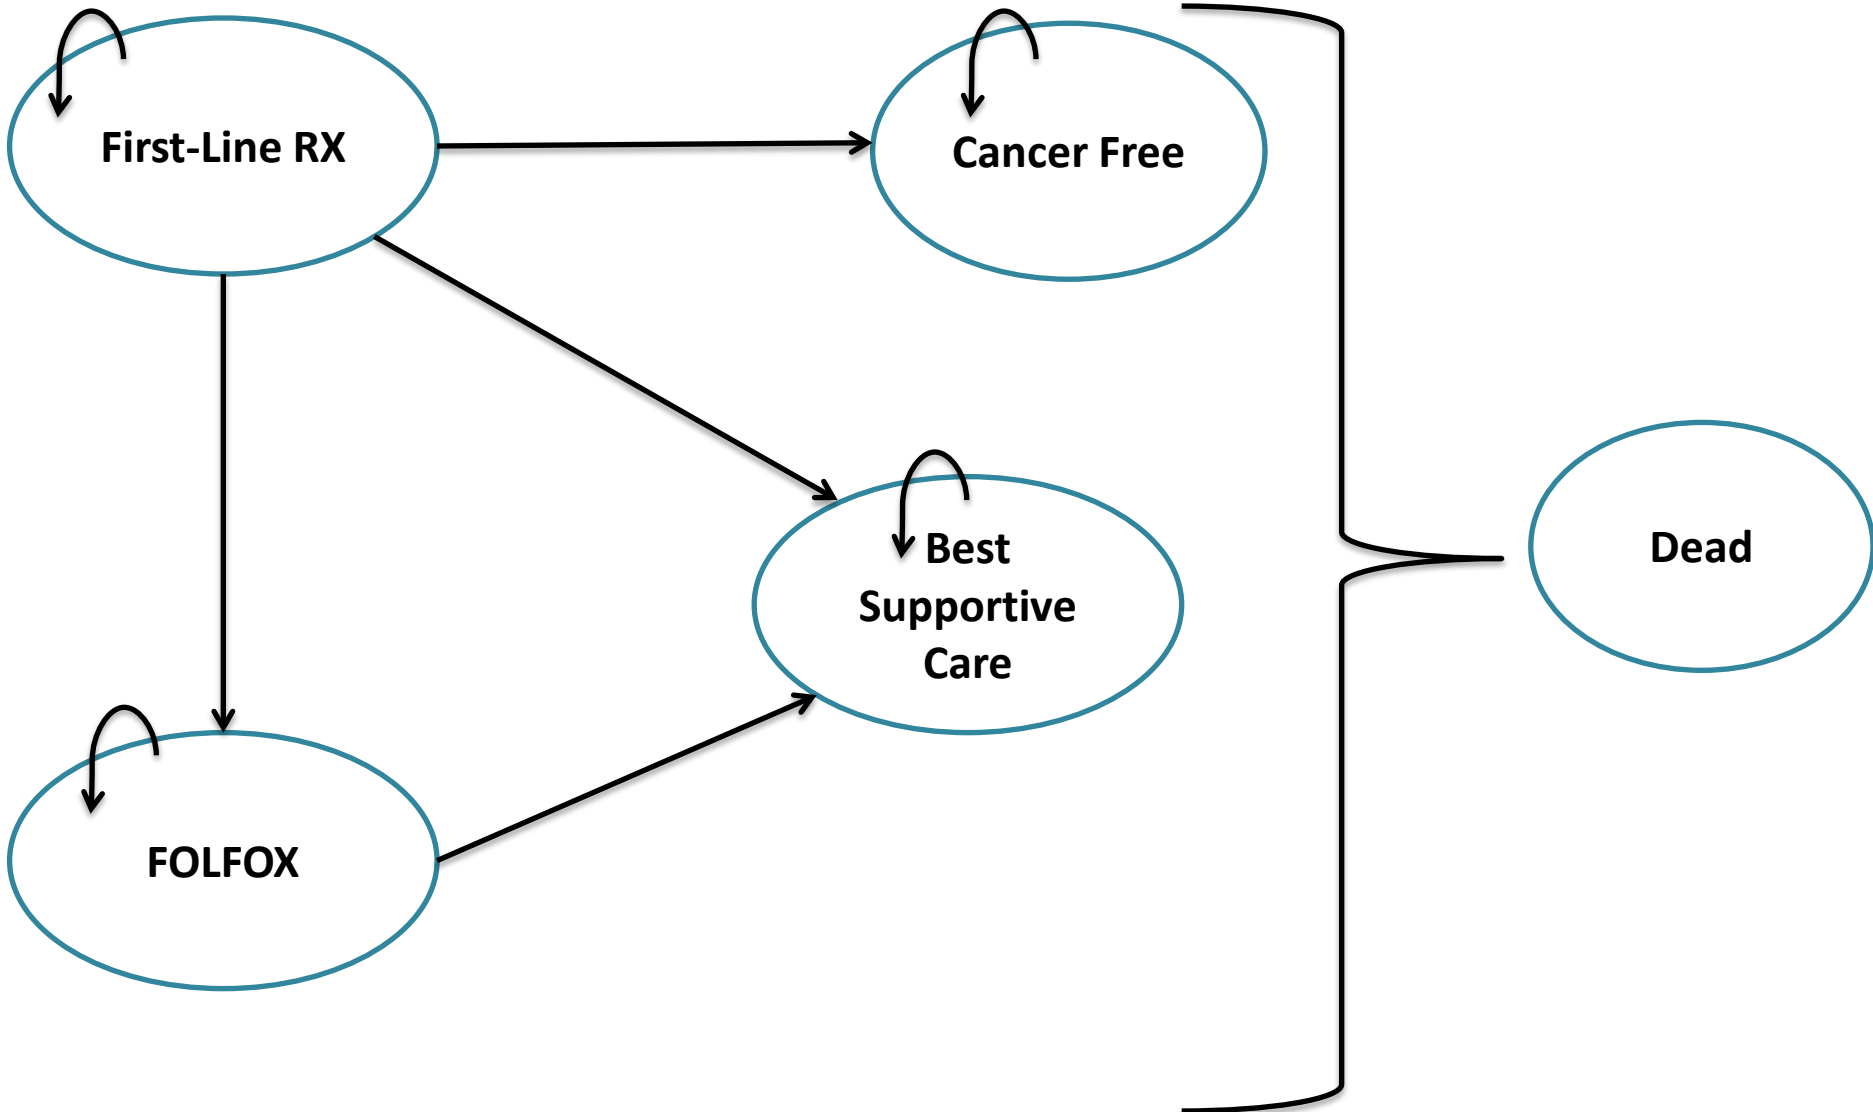 First-Line RX
Cancer Free
Best
Supportive
Care
Dead
FOLFOX